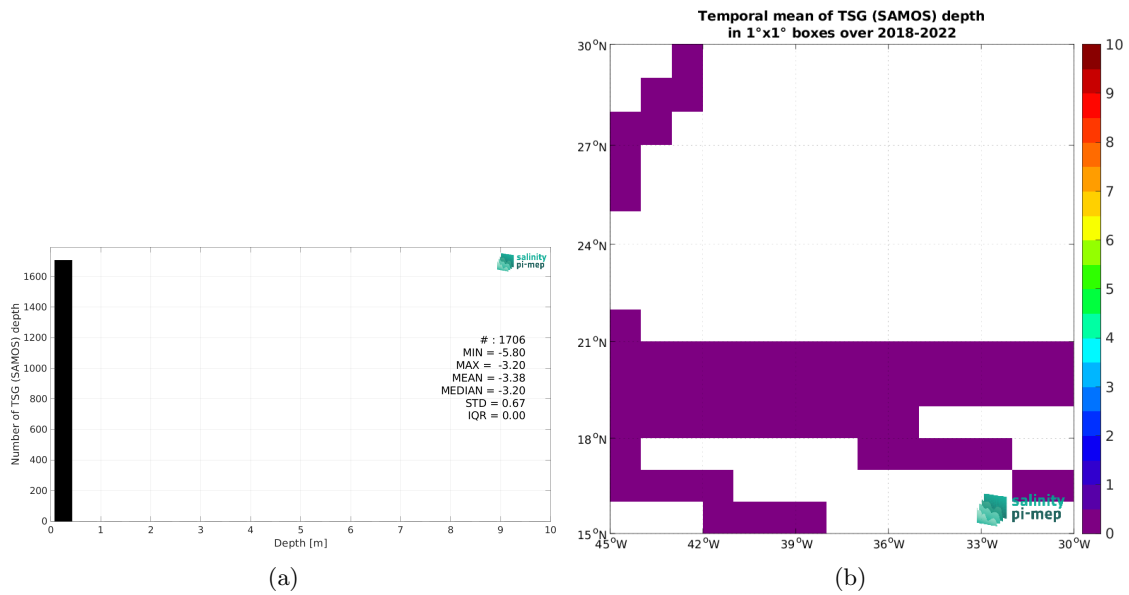 salinity
pi-mep
Number of TSG (SAMOS) depth
1600
1400
1200
1000
800
600
400
200
0
# : 1706
MIN = -5.80
MAX = -3.20
MEAN = -3.38
MEDIAN = -3.20
STD = 0.67
IQR = 0.00
0 1 2 3 4 5 6 7 8 9 10
Depth [m]
(a)
Temporal mean of TSG (SAMOS) depth
in 1°x1° boxes over 2018-2022
30°N
27°N
24°N
21°N
18°N
15°N
45°W 42°W 39°W 36°W 33°W 30°W
salinity
pi-mep
10
9
8
7
6
5
4
3
2
1
0
(b)